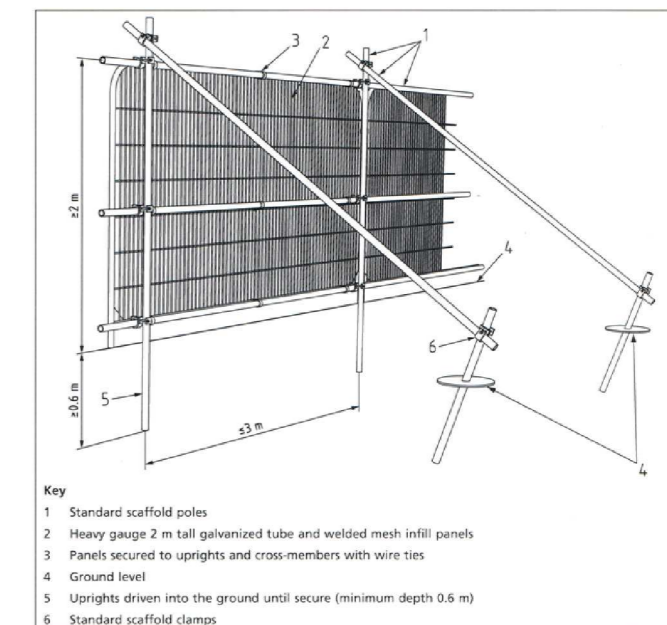 3
2
1
≥2 m
4
6
5
≥0.6 m
≤3 m
4
Key
1 Standard scaffold poles
2 Heavy gauge 2 m tall galvanized tube and welded mesh infill panels
3 Panels secured to uprights and cross-members with wire ties
4 Ground level
5 Uprights driven into the ground until secure (minimum depth 0.6 m)
6 Standard scaffold clamps